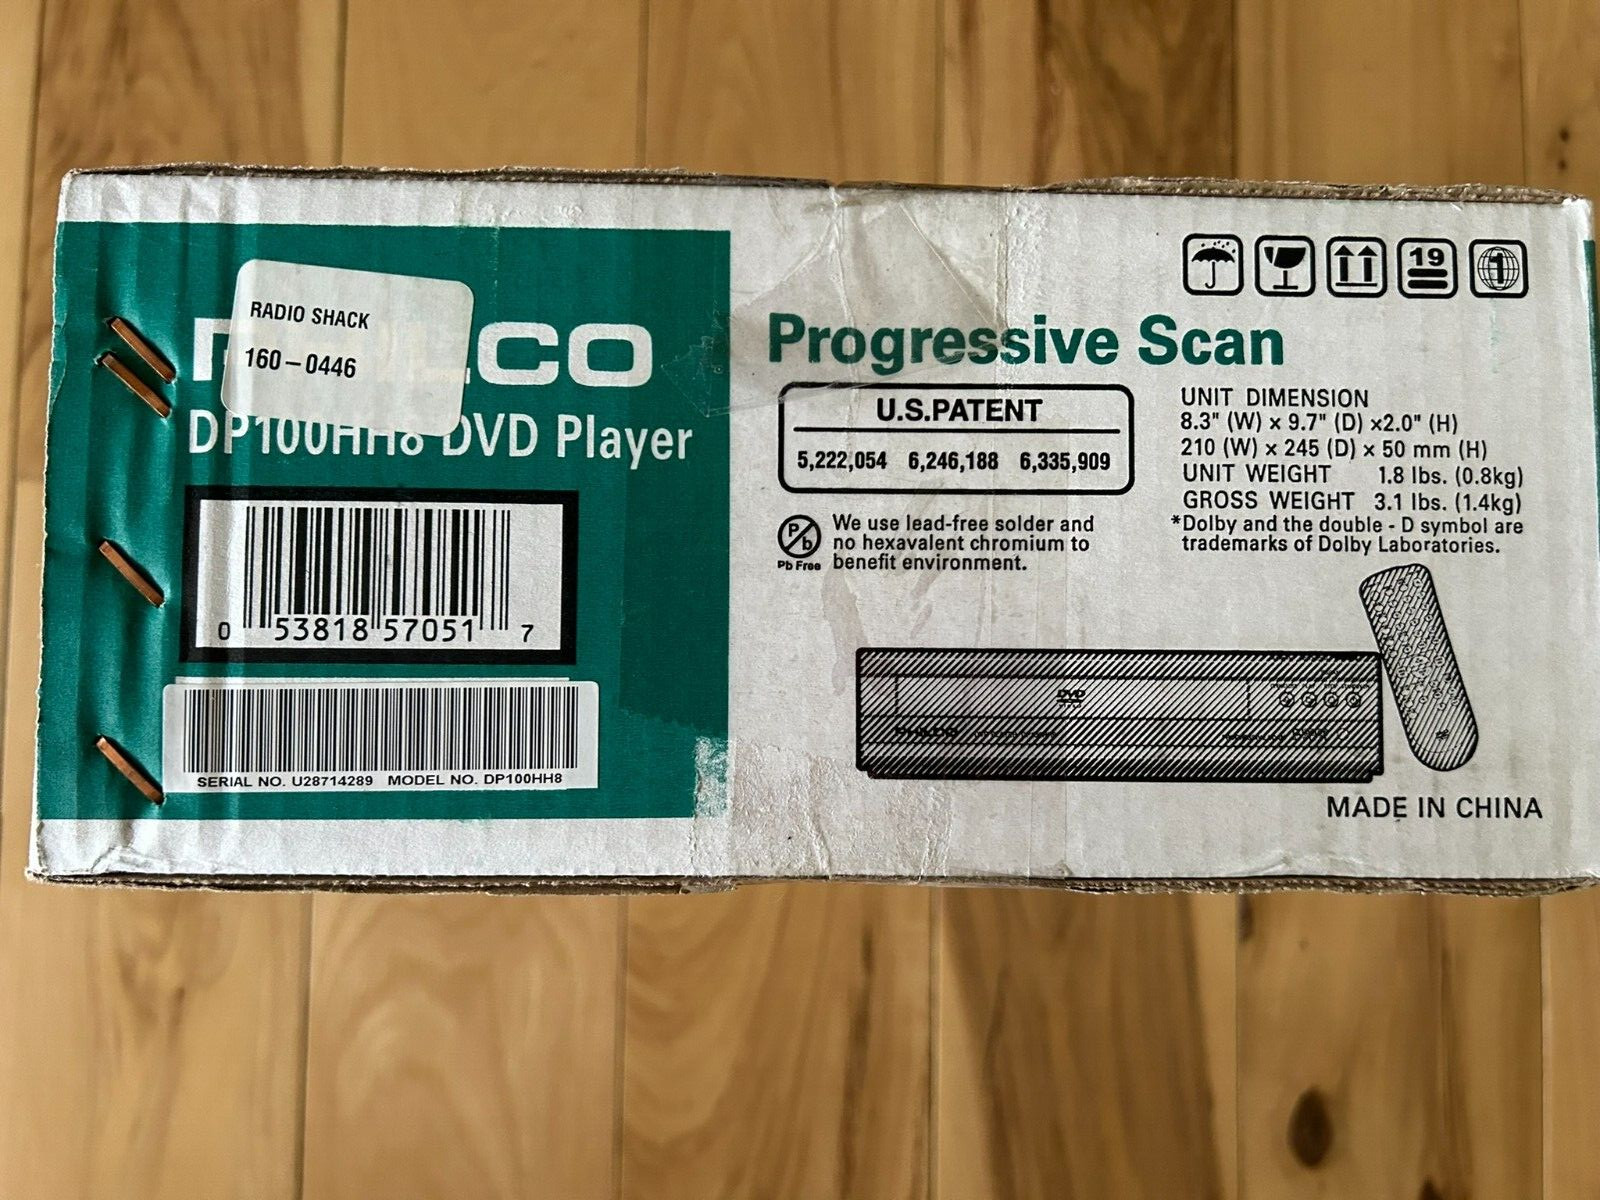 RADIO SHACK
160-0446
DP100HH8 DVD Player
0 53818 57051 7
SERIAL NO. U28714289 MODEL NO. DP100HH8
19
1
Progressive Scan
U.S.PATENT
5,222,054 6,246,188 6,335,909
Pb
Pb Free
We use lead-free solder and
no hexavalent chromium to
benefit environment.
UNIT DIMENSION
8.3" (W) x 9.7" (D) x2.0" (H)
210 (W) x 245 (D) x 50 mm (H)
UNIT WEIGHT 1.8 lbs. (0.8kg)
GROSS WEIGHT 3.1 lbs. (1.4kg)
*Dolby and the double - D symbol are
trademarks of Dolby Laboratories.
DVD
PHILCO
MADE IN CHINA